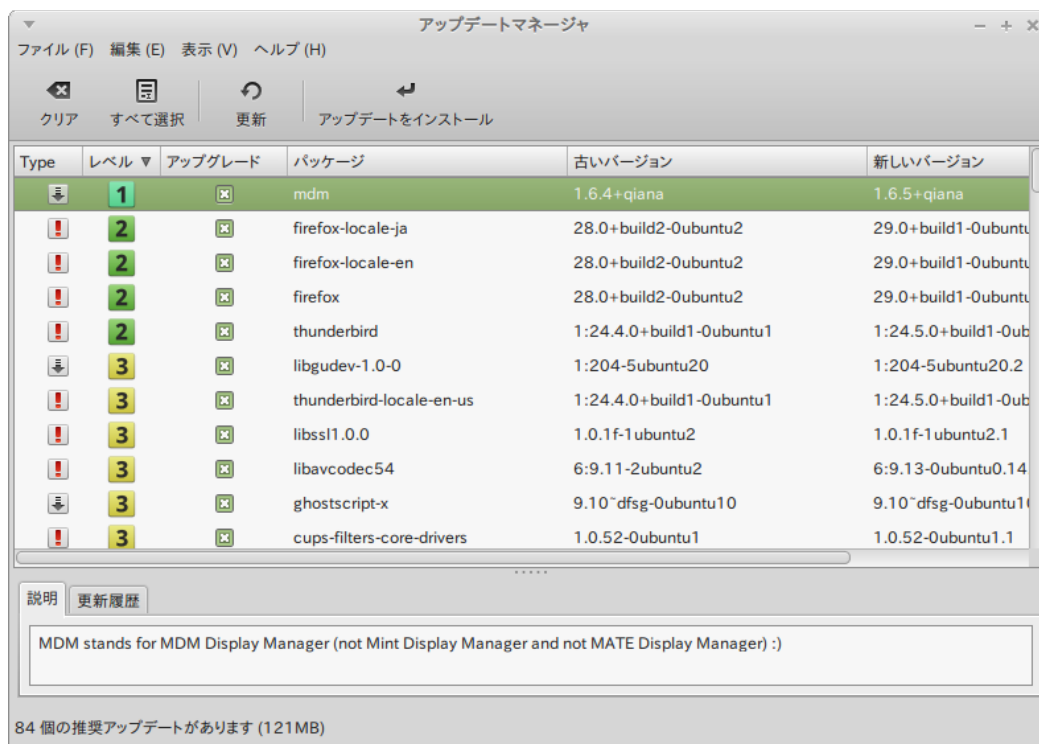 アップデートマネージャ
ファイル (F) 編集 (E) 表示 (V) ヘルプ (H)
クリア すべて選択 更新 アップデートをインストール
Type レベル アップグレード パッケージ 古いバージョン 新しいバージョン
1 mdm 1.6.4+qiana 1.6.5+qiana
2 firefox-locale-ja 28.0+build2-0ubuntu2 29.0+build1-0ubuntu
2 firefox-locale-en 28.0+build2-0ubuntu2 29.0+build1-0ubuntu
2 firefox 28.0+build2-0ubuntu2 29.0+build1-0ubuntu
2 thunderbird 1:24.4.0+build1-0ubuntu1 1:24.5.0+build1-0ub
3 libgudev-1.0-0 1:204-5ubuntu20 1:204-5ubuntu20.2
3 thunderbird-locale-en-us 1:24.4.0+build1-0ubuntu1 1:24.5.0+build1-0ub
3 libssl1.0.0 1.0.1f-1ubuntu2 1.0.1f-1ubuntu2.1
3 libavcodec54 6:9.11-2ubuntu2 6:9.13-0ubuntu0.14
3 ghostscript-x 9.10~dfsg-0ubuntu10 9.10~dfsg-0ubuntu10
3 cups-filters-core-drivers 1.0.52-0ubuntu1 1.0.52-0ubuntu1.1
説明 更新履歴
MDM stands for MDM Display Manager (not Mint Display Manager and not MATE Display Manager) :)
84 個の推奨アップデートがあります (121MB)